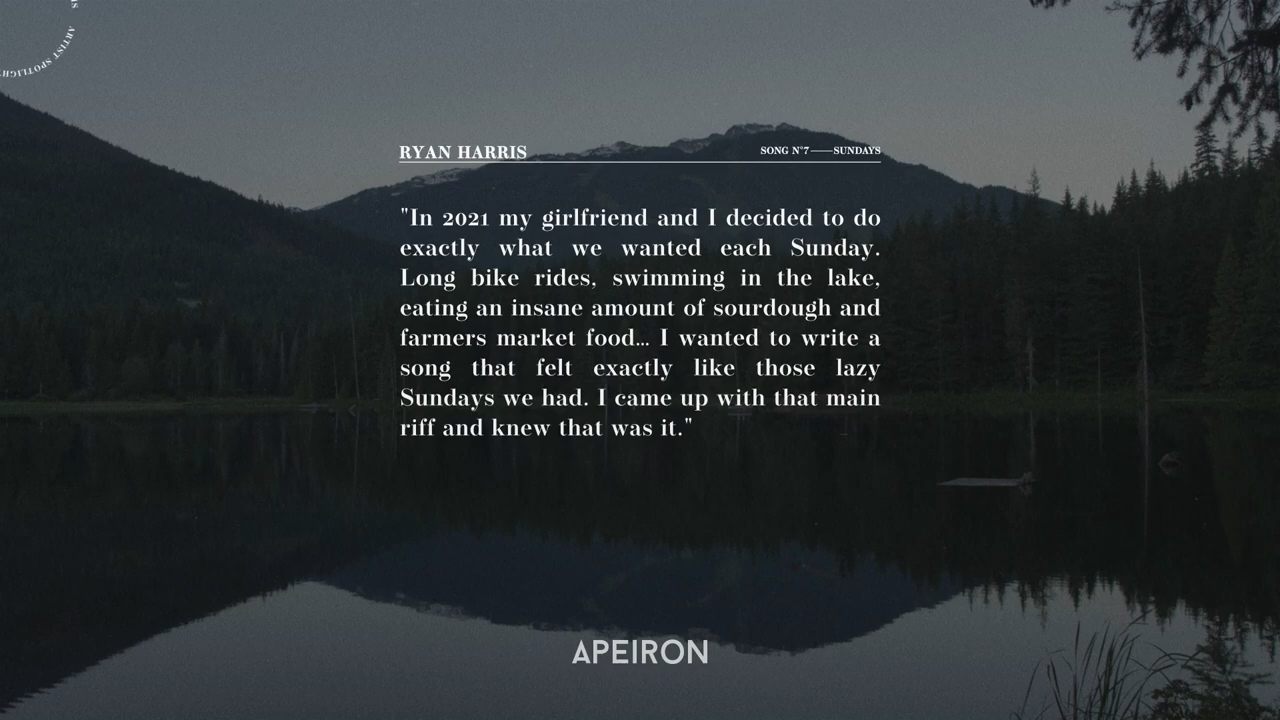 ARTIST SPOTLIGHT
RYAN HARRIS
SONG N°7 — SUNDAYS
"In 2021 my girlfriend and I decided to do
exactly what we wanted each Sunday.
Long bike rides, swimming in the lake,
eating an insane amount of sourdough and
farmers market food... I wanted to write a
song that felt exactly like those lazy
Sundays we had. I came up with that main
riff and knew that was it."
APEIRON